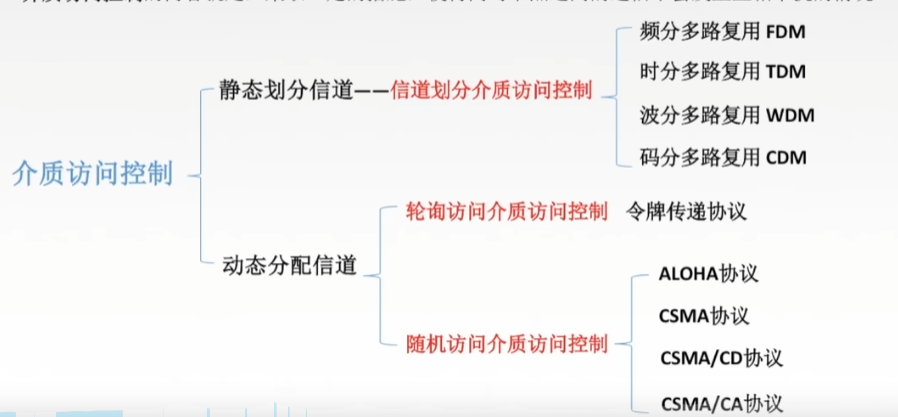 静态划分信道——信道划分介质访问控制
频分多路复用 FDM
时分多路复用 TDM
波分多路复用 WDM
码分多路复用 CDM
介质访问控制
动态分配信道
轮询访问介质访问控制 令牌传递协议
随机访问介质访问控制
ALOHA协议
CSMA协议
CSMA/CD协议
CSMA/CA协议